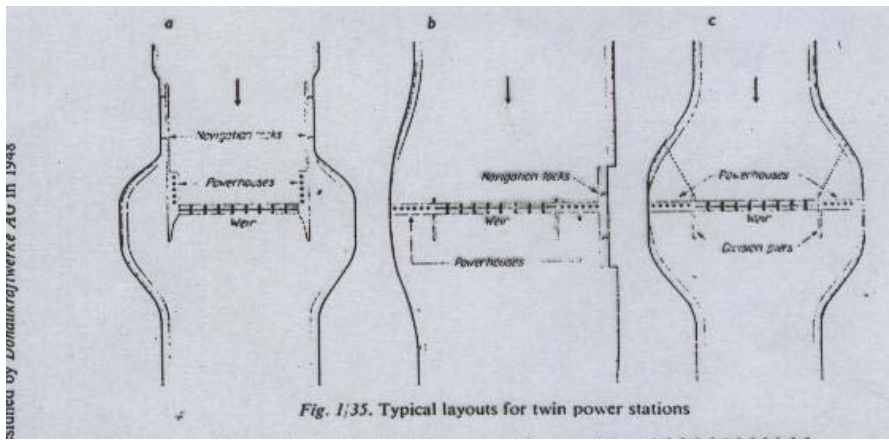 a
b
c
Navigation locks
Powerhouses
Weir
Navigation locks
Weir
Powerhouses
Powerhouses
Weir
Division piers
Fig. 1/35. Typical layouts for twin power stations
signed by Donaukraftwerke AG in 1948